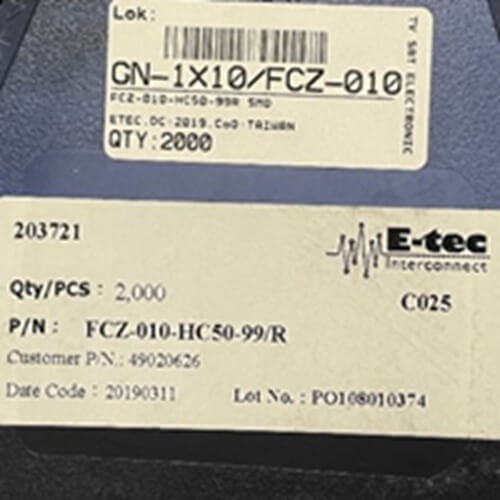 Lok:
GN-1X10/FCZ-010
FCZ-010-HC50-99R SMD
ETEC.DC:2019.CoO:TAIWAN
QTY:2000
TV SAT ELECTRONIC
203721
E-tec
Interconnect
Qty/PCS : 2,000
C025
P/N : FCZ-010-HC50-99/R
Customer P/N.: 49020626
Date Code : 20190311 Lot No. : PO108010374